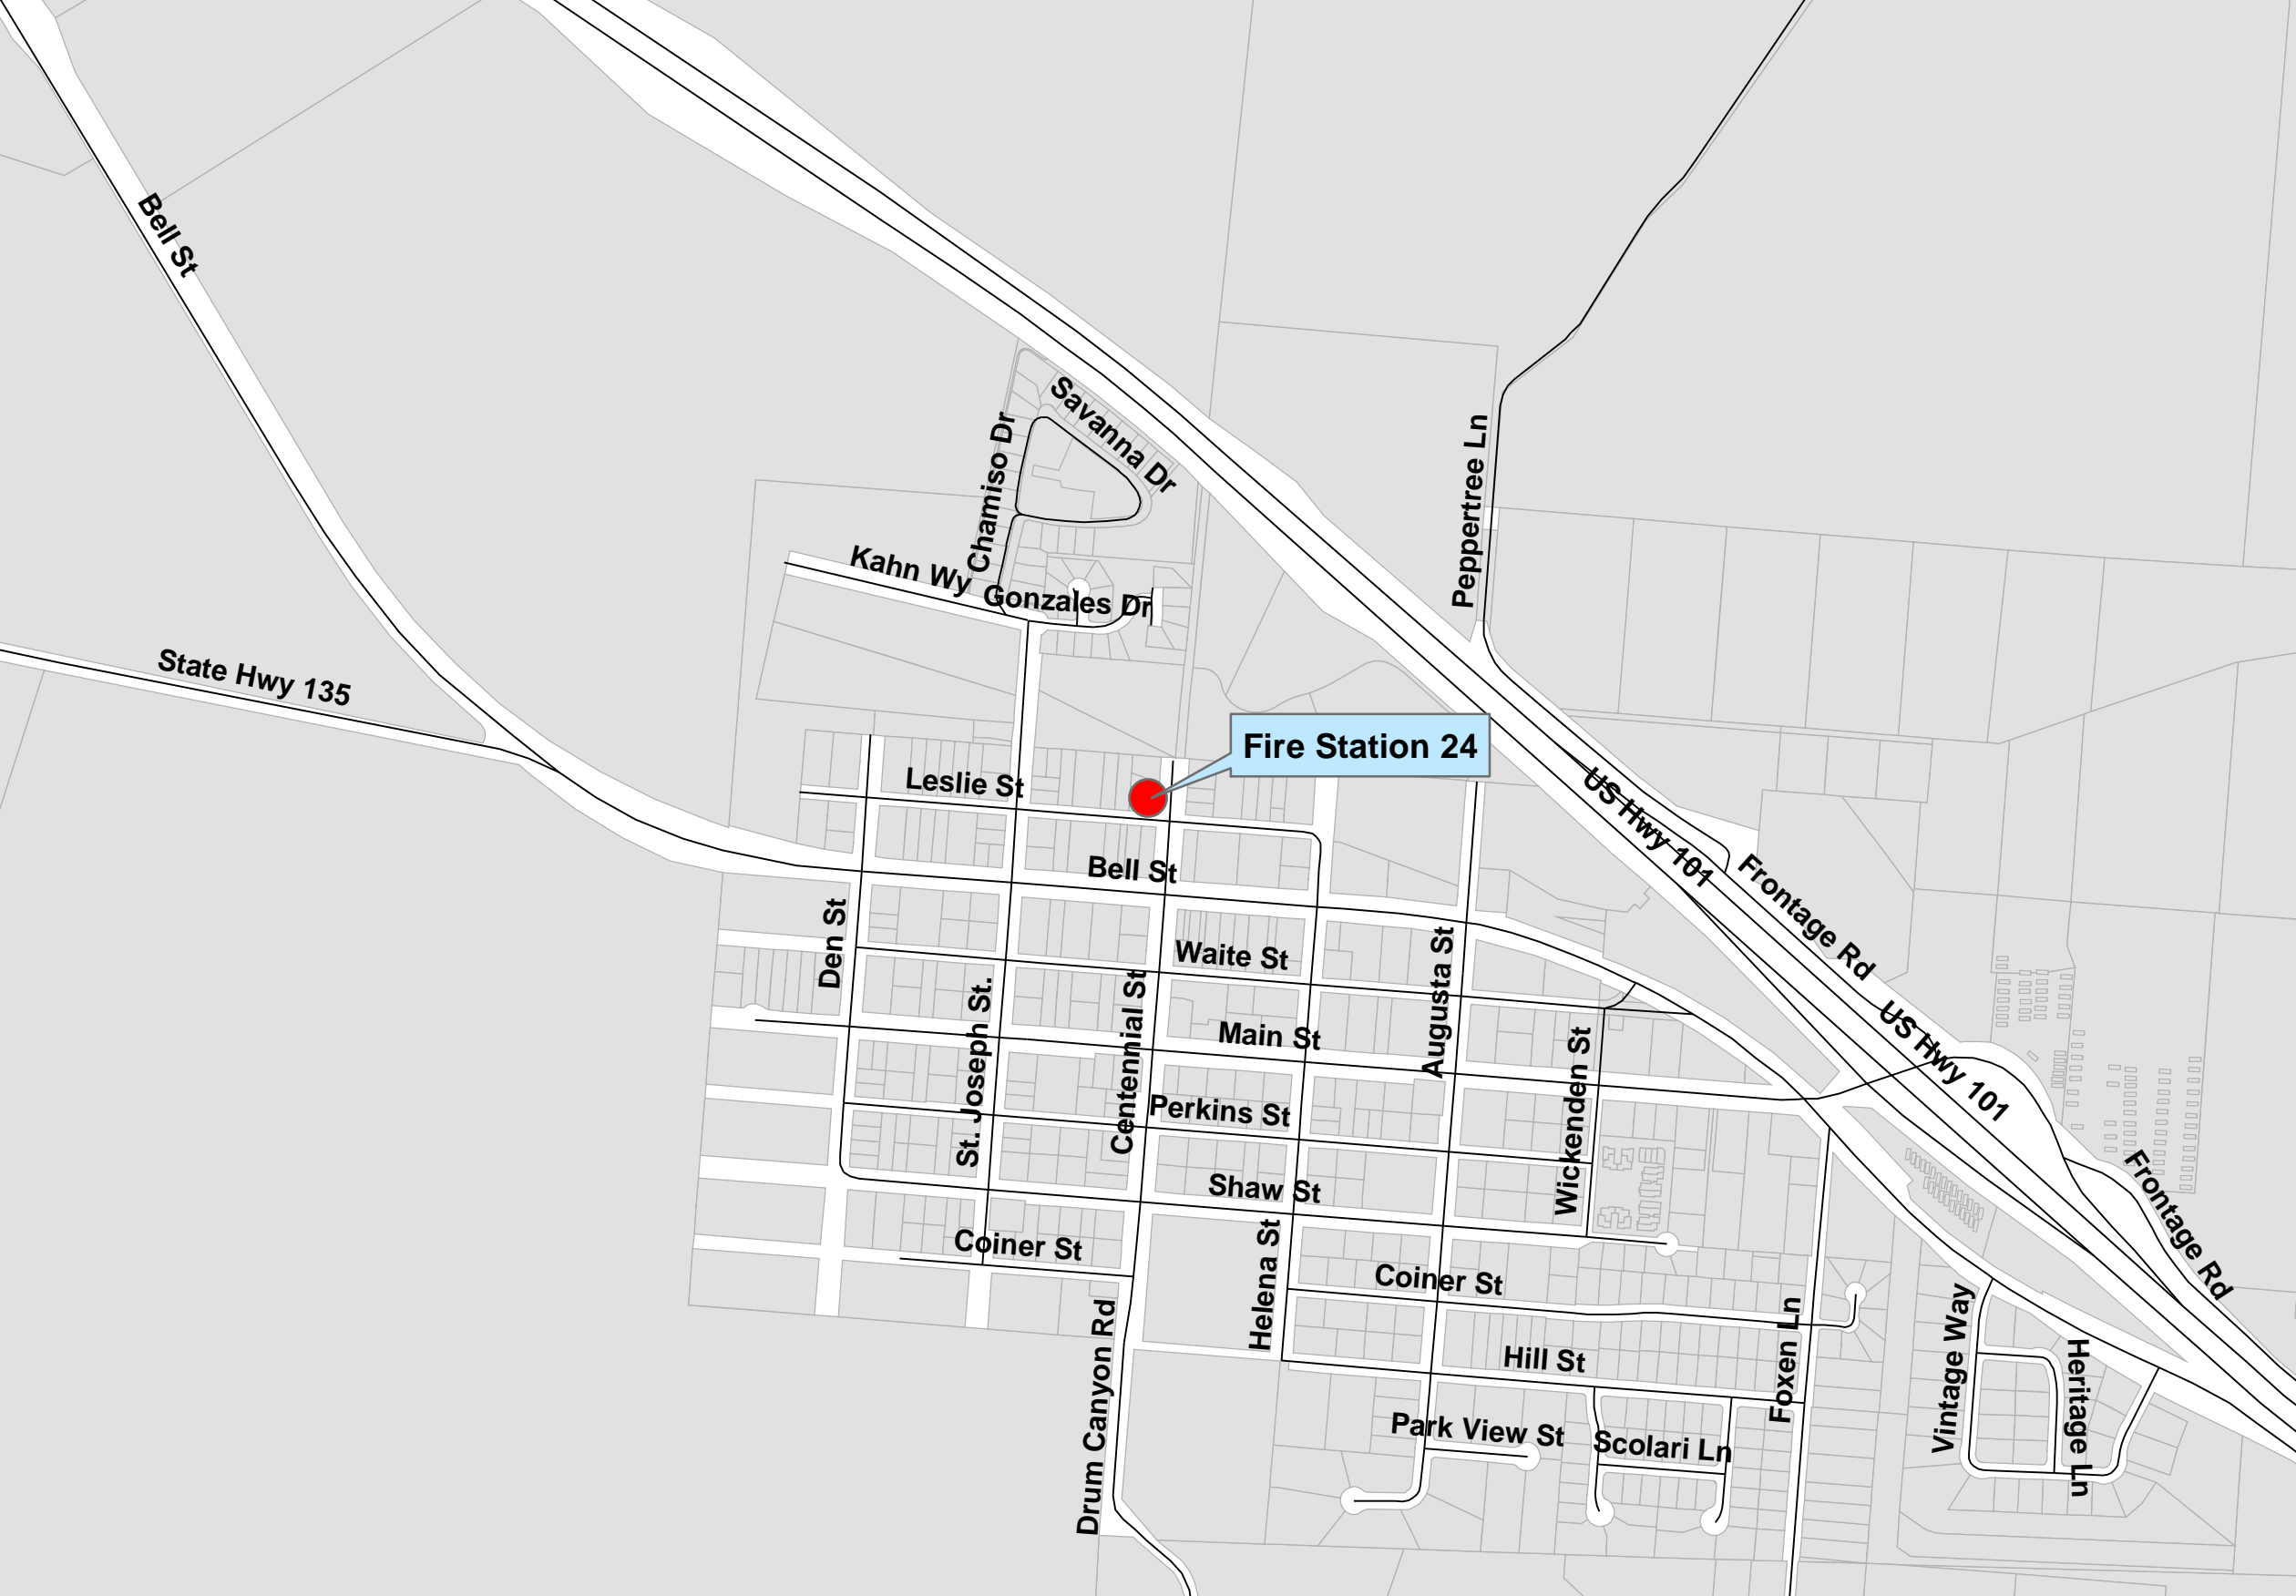 Bell St
Savanna Dr
Chamiso Dr
Peppertree Ln
Kahn Wy
Gonzales Dr
State Hwy 135
Fire Station 24
Leslie St
US Hwy 101
Bell St
Frontage Rd
Den St
Waite St
Augusta St
St. Joseph St.
Centennial St
Main St
US Hwy 101
Wickenden St
Perkins St
Shaw St
Frontage Rd
Coiner St
Helena St
Coiner St
Drum Canyon Rd
Hill St
Foxen Ln
Vintage Way
Heritage Ln
Park View St
Scolari Ln